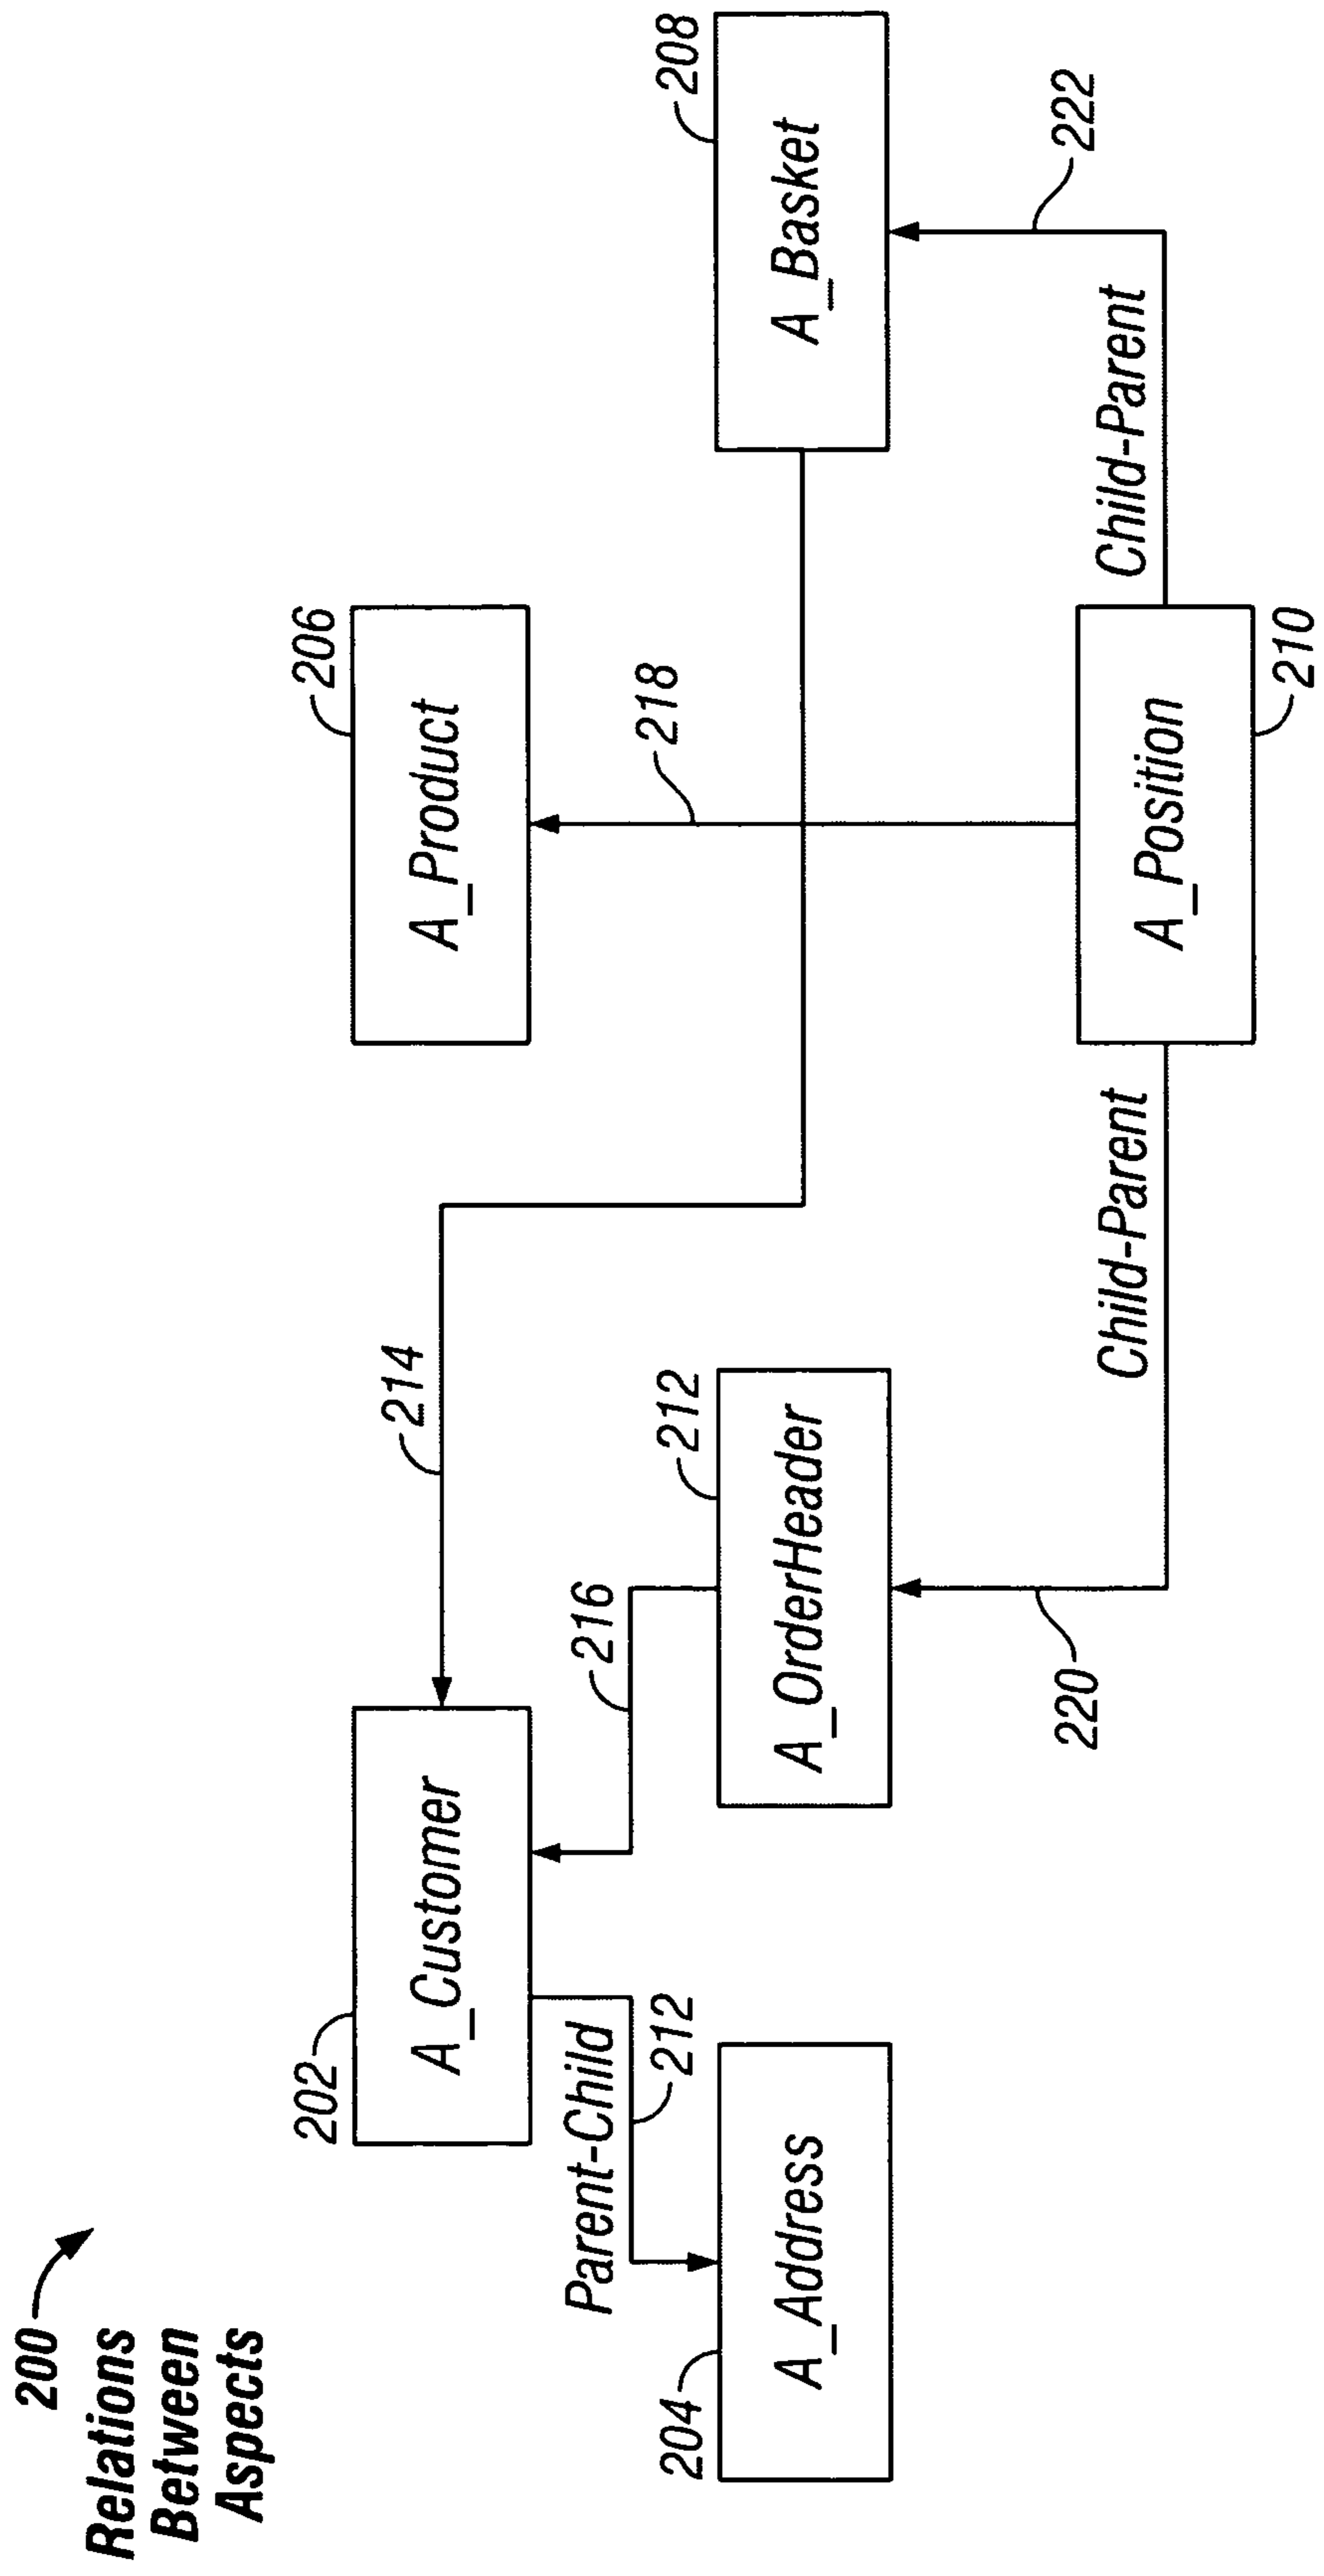 200
Relations
Between
Aspects
202
A_Customer
214
206
A_Product
Parent-Child
212
216
218
204
A_Address
212
A_OrderHeader
208
A_Basket
220
222
Child-Parent
Child-Parent
A_Position
210